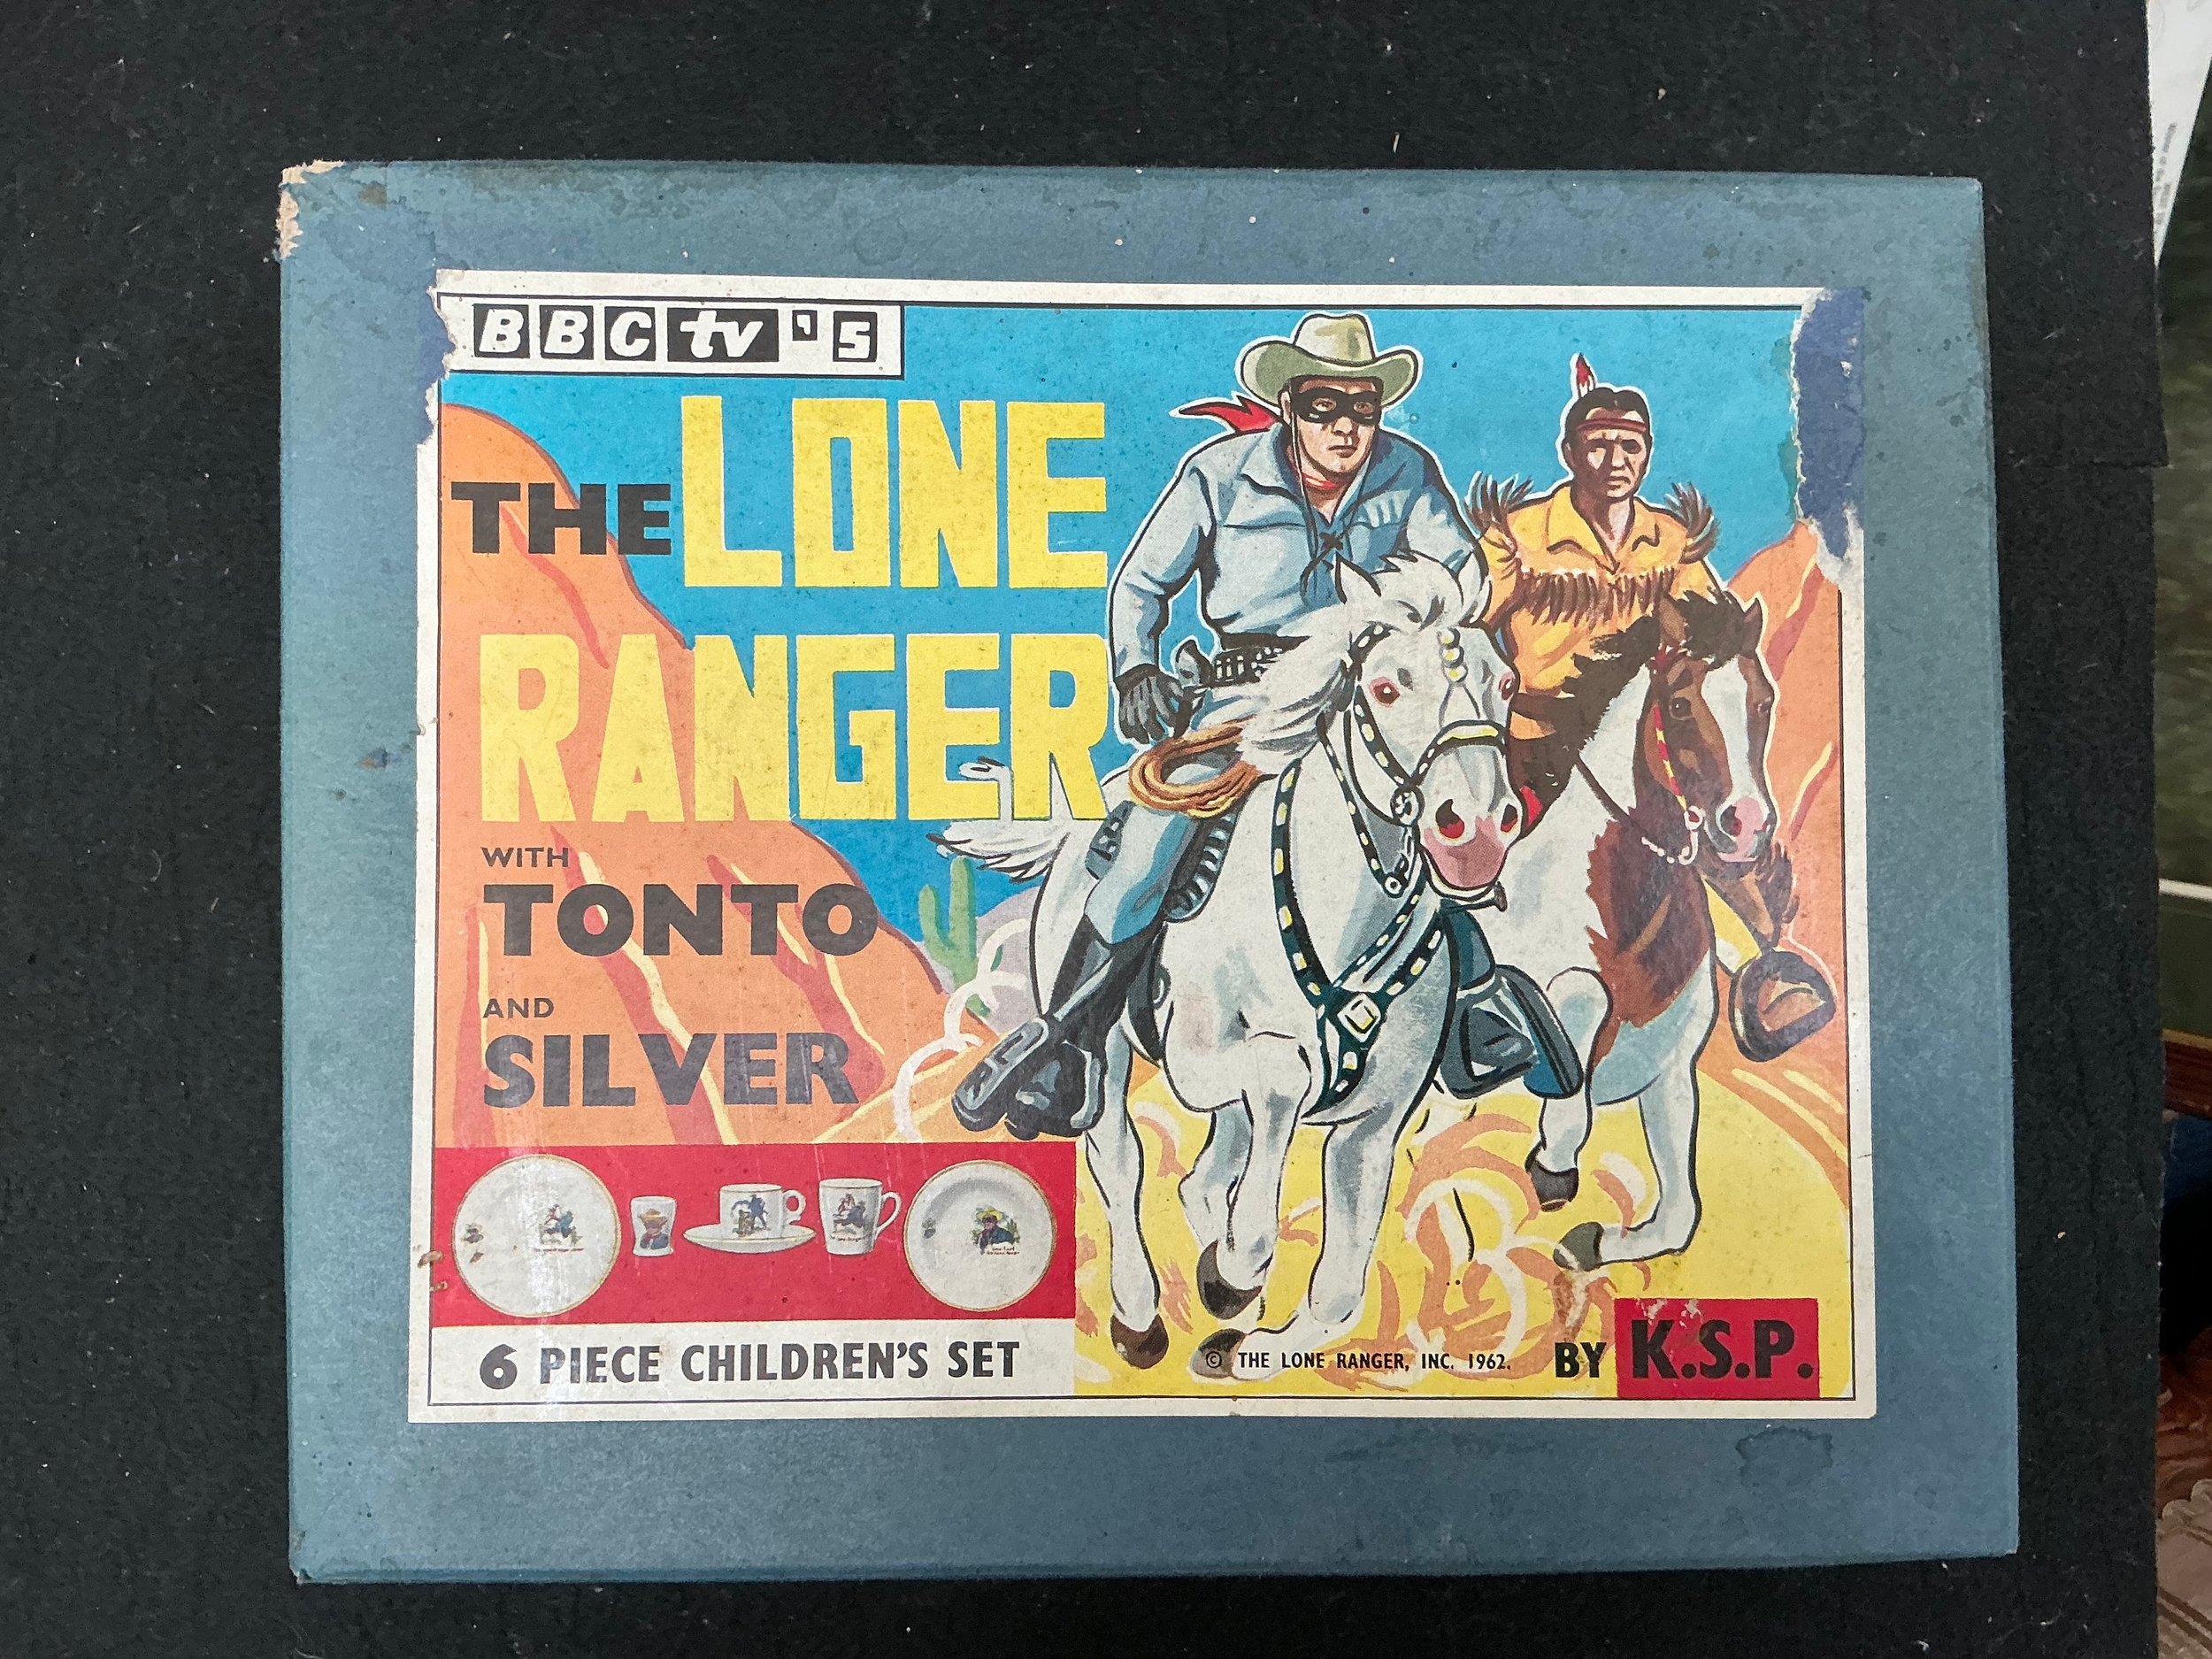 BBC tv's
THE LONE
RANGER
WITH
TONTO
AND
SILVER
6 PIECE CHILDREN'S SET
© THE LONE RANGER, INC. 1962.
BY K.S.P.